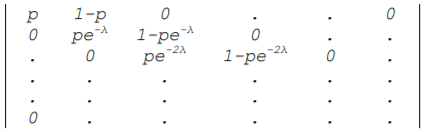 p 1-p 0 . . 0
0 pe^{-λ} 1-pe^{-λ} 0 . .
. 0 pe^{-2λ} 1-pe^{-2λ} 0 .
. . . . . .
. . . . . .
0 . . . . .